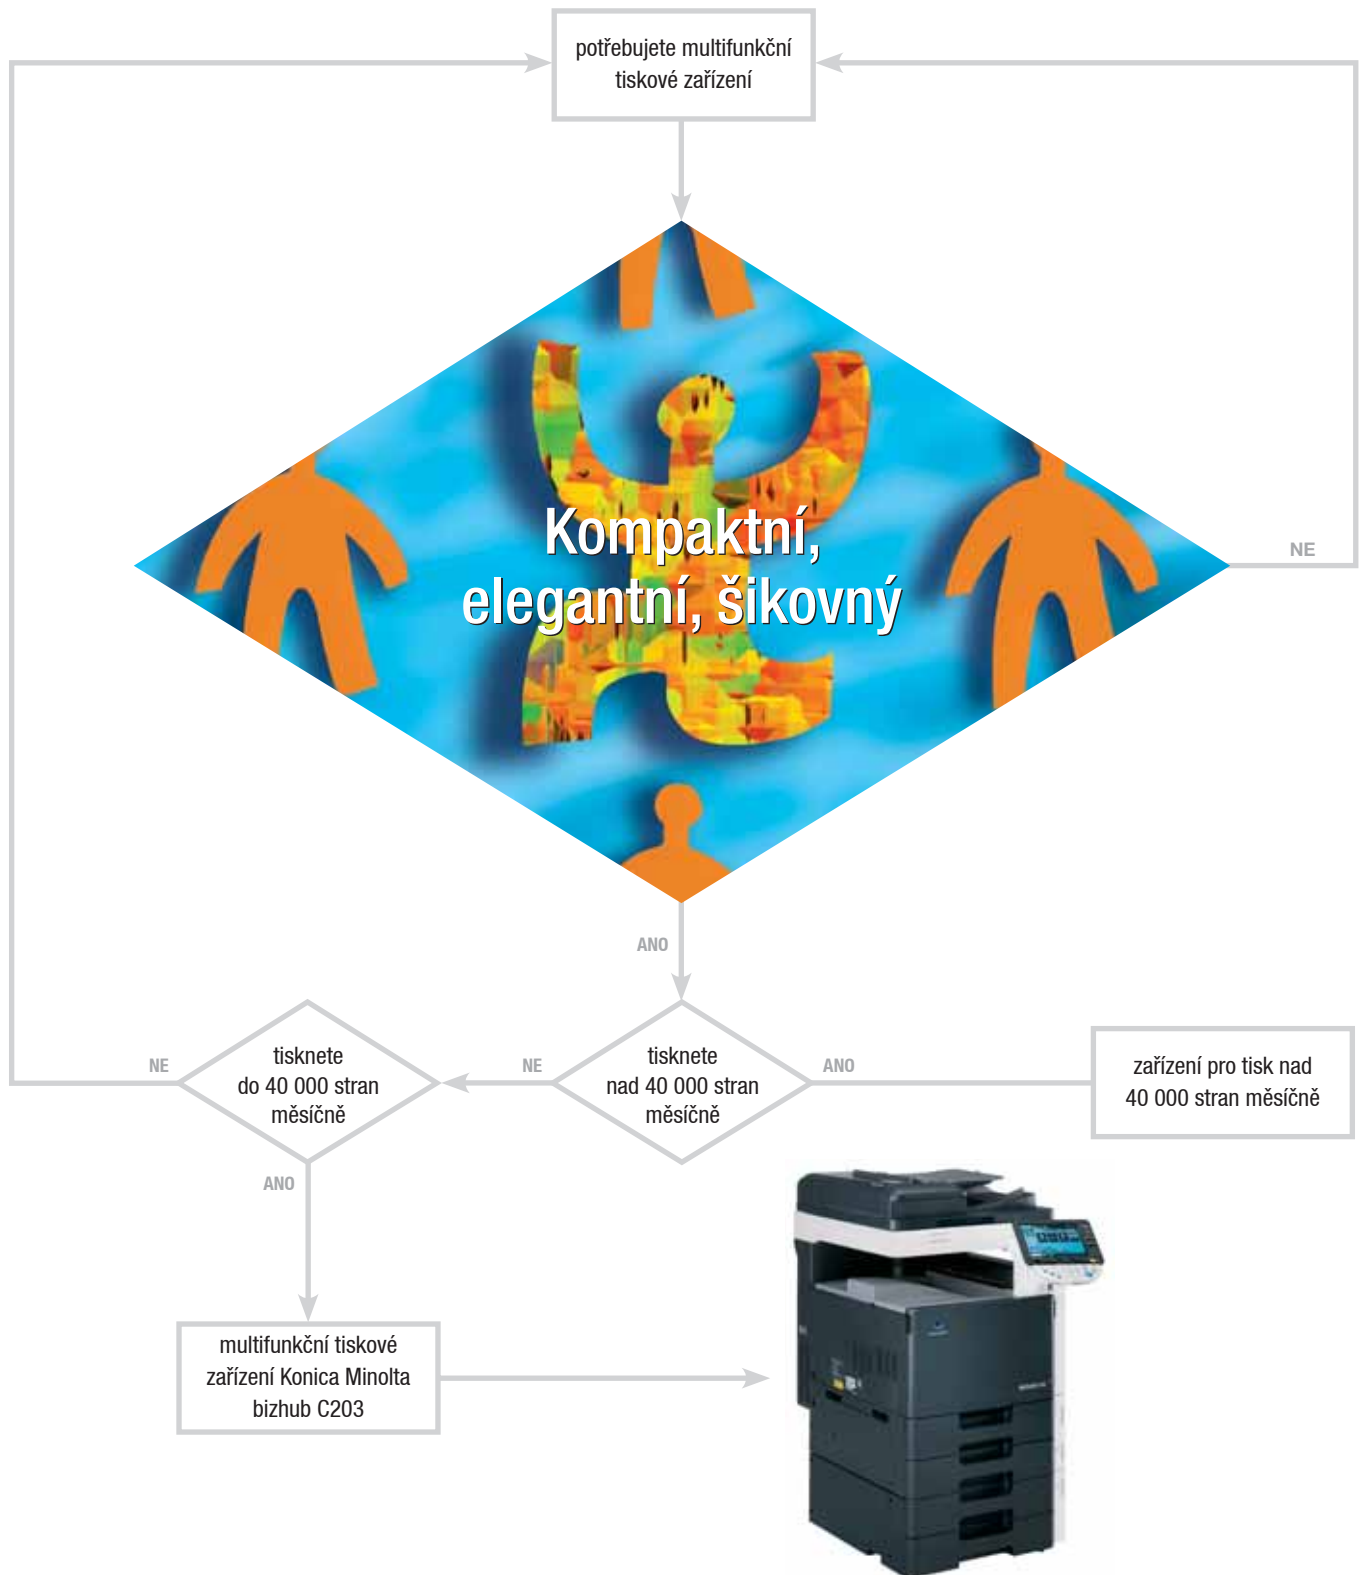 potřebujete multifunkční
tiskové zařízení
Kompaktní,
elegantní, šikovný
NE
ANO
NE
tisknete
do 40 000 stran
měsíčně
NE
tisknete
nad 40 000 stran
měsíčně
ANO
zařízení pro tisk nad
40 000 stran měsíčně
ANO
multifunkční tiskové
zařízení Konica Minolta
bizhub C203